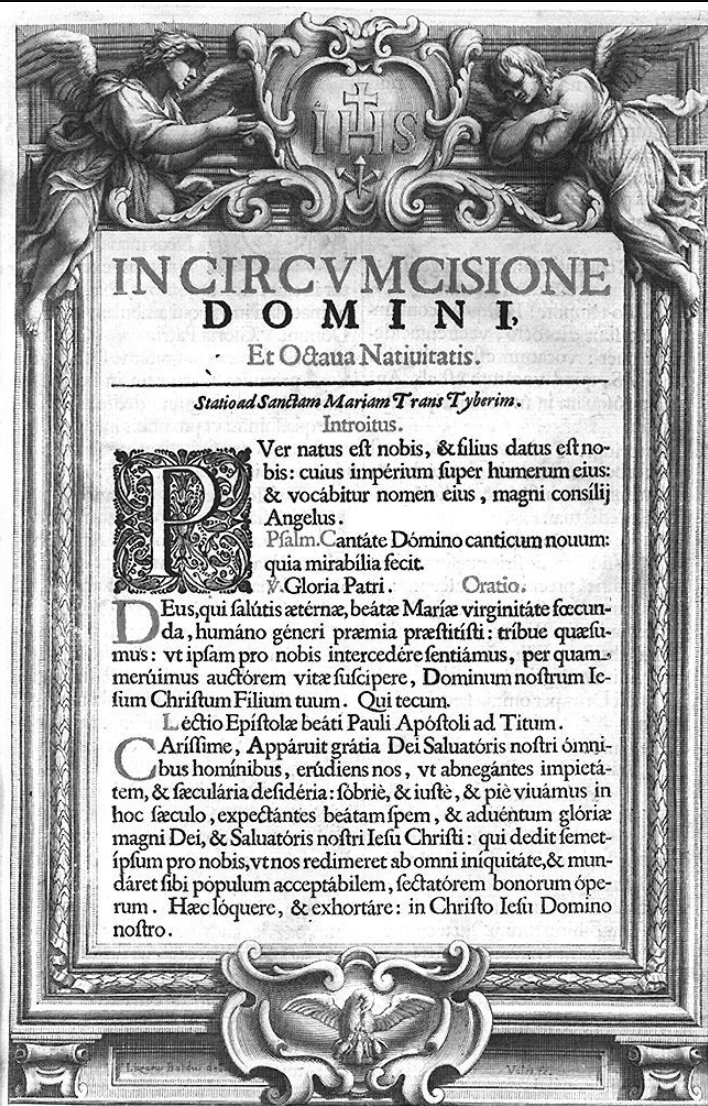 IHS
IN CIRCVMCISIONE
DOMINI,
Et Octaua Natiuitatis.
Statio ad Sanctam Mariam Trans Tyberim.
Introitus.
PVer natus eſt nobis, & filius datus eſt no-
bis: cuius impérium ſuper humerum eius:
& vocábitur nomen eius, magni consílij
Angelus.
Pſalm. Cantáte Dómino canticum nouum:
quia mirabília fecit.
℣. Gloria Patri. Oratio.
DEus, qui ſalútis ætérnæ, beátæ Maríæ virginitáte fœcun-
da, humáno géneri præmia præſtitíſti: tríbue quæſu-
mus: vt ipſam pro nobis intercedére ſentiámus, per quam
merúimus auctórem vitæ ſuſcipere, Dominum noſtrum Ie-
ſum Chriſtum Filium tuum. Qui tecum.
Léctio Epíſtolæ beáti Pauli Apóſtoli ad Titum.
CAríſſime, Appáruit grátia Dei Saluatóris noſtri ómni-
bus homínibus, erúdiens nos, vt abnegántes impietá-
tem, & ſæculária deſidéria: ſóbriè, & iuſtè, & piè viuámus in
hoc ſæculo, expectántes beátam ſpem, & aduéntum glóriæ
magni Dei, & Saluatóris noſtri Ieſu Chriſti: qui dedit ſemet-
ípſum pro nobis, vt nos redimeret ab omni iniquitáte, & mun-
dáret ſibi pópulum acceptábilem, ſectatórem bonorum ópe-
rum. Hæc lóquere, & exhortáre: in Chriſto Ieſu Domino
noſtro.